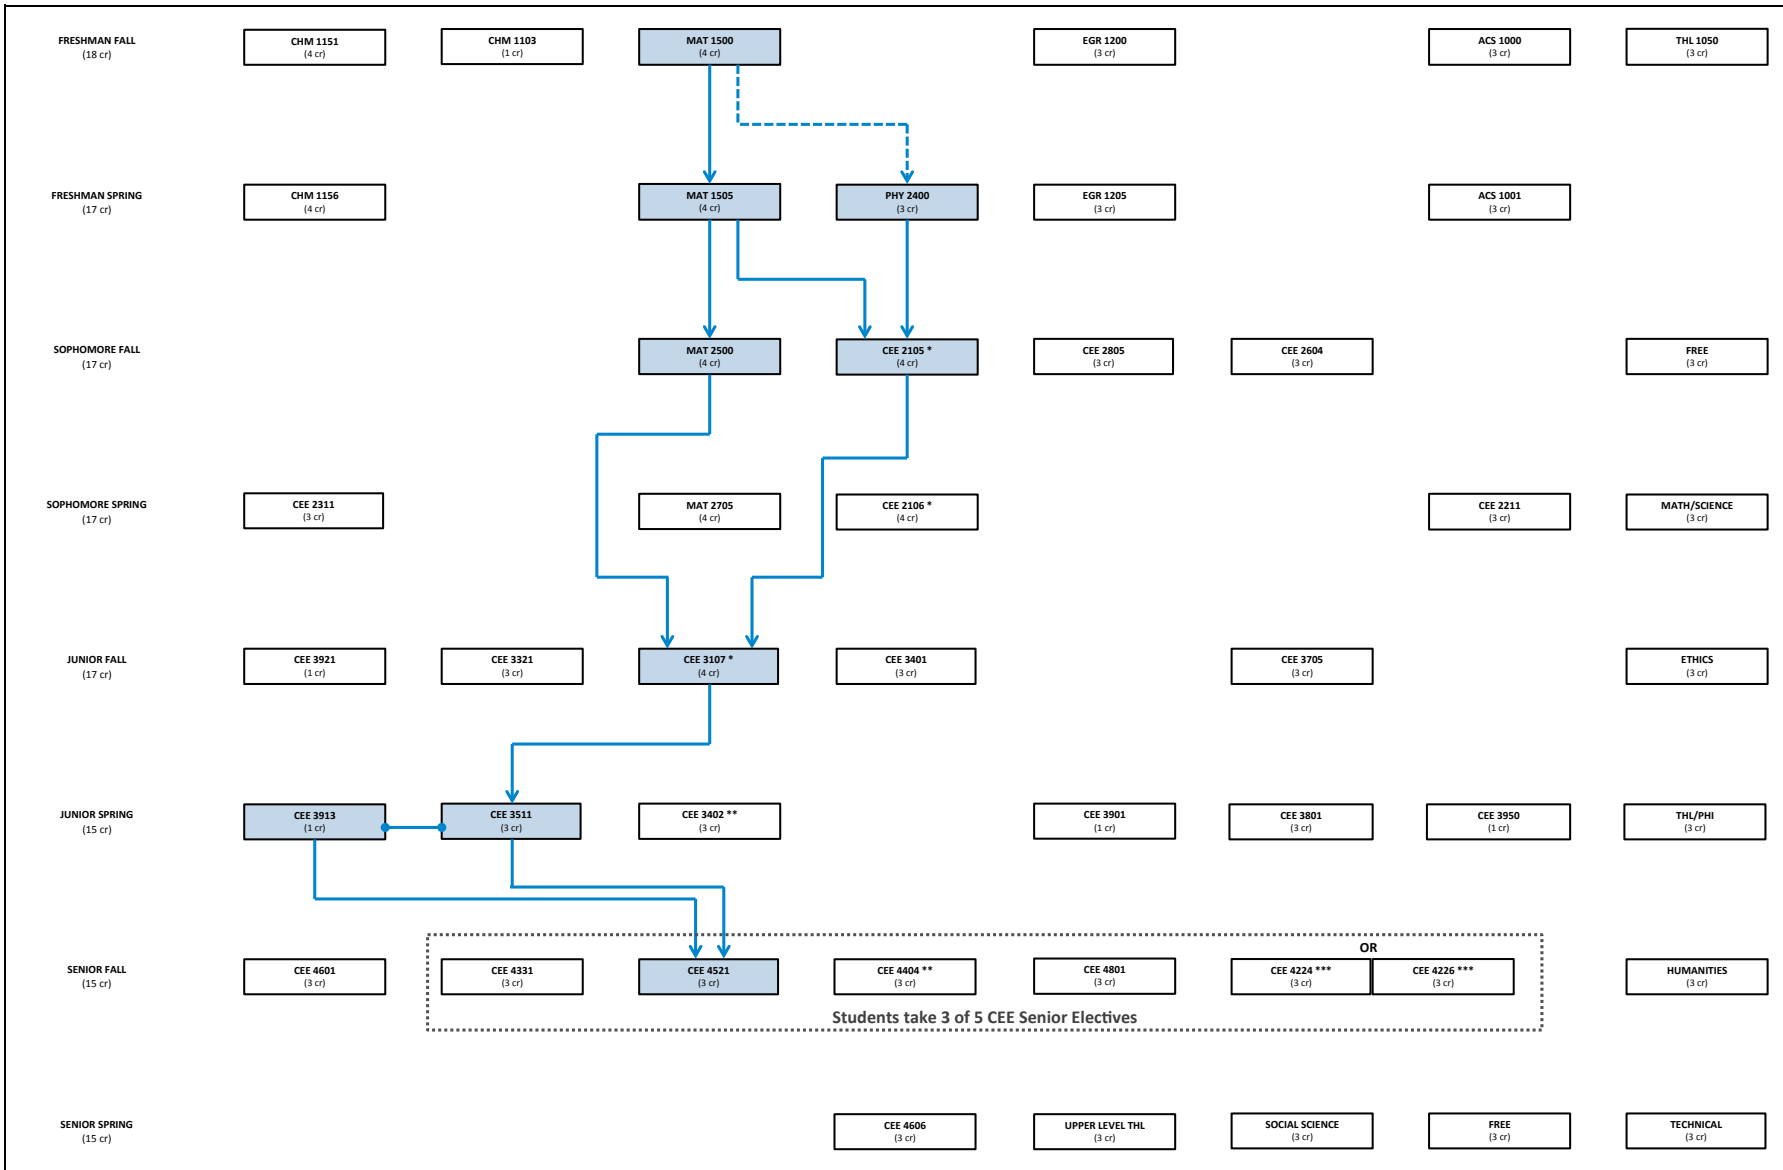 FRESHMAN FALL
(18 cr)
CHM 1151
(4 cr)
CHM 1103
(1 cr)
MAT 1500
(4 cr)
EGR 1200
(3 cr)
ACS 1000
(3 cr)
THL 1050
(3 cr)
FRESHMAN SPRING
(17 cr)
CHM 1156
(4 cr)
MAT 1505
(4 cr)
PHY 2400
(3 cr)
EGR 1205
(3 cr)
ACS 1001
(3 cr)
SOPHOMORE FALL
(17 cr)
MAT 2500
(4 cr)
CEE 2105 *
(4 cr)
CEE 2805
(3 cr)
CEE 2604
(3 cr)
FREE
(3 cr)
SOPHOMORE SPRING
(17 cr)
CEE 2311
(3 cr)
MAT 2705
(4 cr)
CEE 2106 *
(4 cr)
CEE 2211
(3 cr)
MATH/SCIENCE
(3 cr)
JUNIOR FALL
(17 cr)
CEE 3921
(1 cr)
CEE 3321
(3 cr)
CEE 3107 *
(4 cr)
CEE 3401
(3 cr)
CEE 3705
(3 cr)
ETHICS
(3 cr)
JUNIOR SPRING
(15 cr)
CEE 3913
(1 cr)
CEE 3511
(3 cr)
CEE 3402 **
(3 cr)
CEE 3901
(1 cr)
CEE 3801
(3 cr)
CEE 3950
(1 cr)
THL/PHI
(3 cr)
OR
SENIOR FALL
(15 cr)
CEE 4601
(3 cr)
CEE 4331
(3 cr)
CEE 4521
(3 cr)
CEE 4404 **
(3 cr)
CEE 4801
(3 cr)
CEE 4224 ***
(3 cr)
CEE 4226 ***
(3 cr)
HUMANITIES
(3 cr)
Students take 3 of 5 CEE Senior Electives
SENIOR SPRING
(15 cr)
CEE 4606
(3 cr)
UPPER LEVEL THL
(3 cr)
SOCIAL SCIENCE
(3 cr)
FREE
(3 cr)
TECHNICAL
(3 cr)